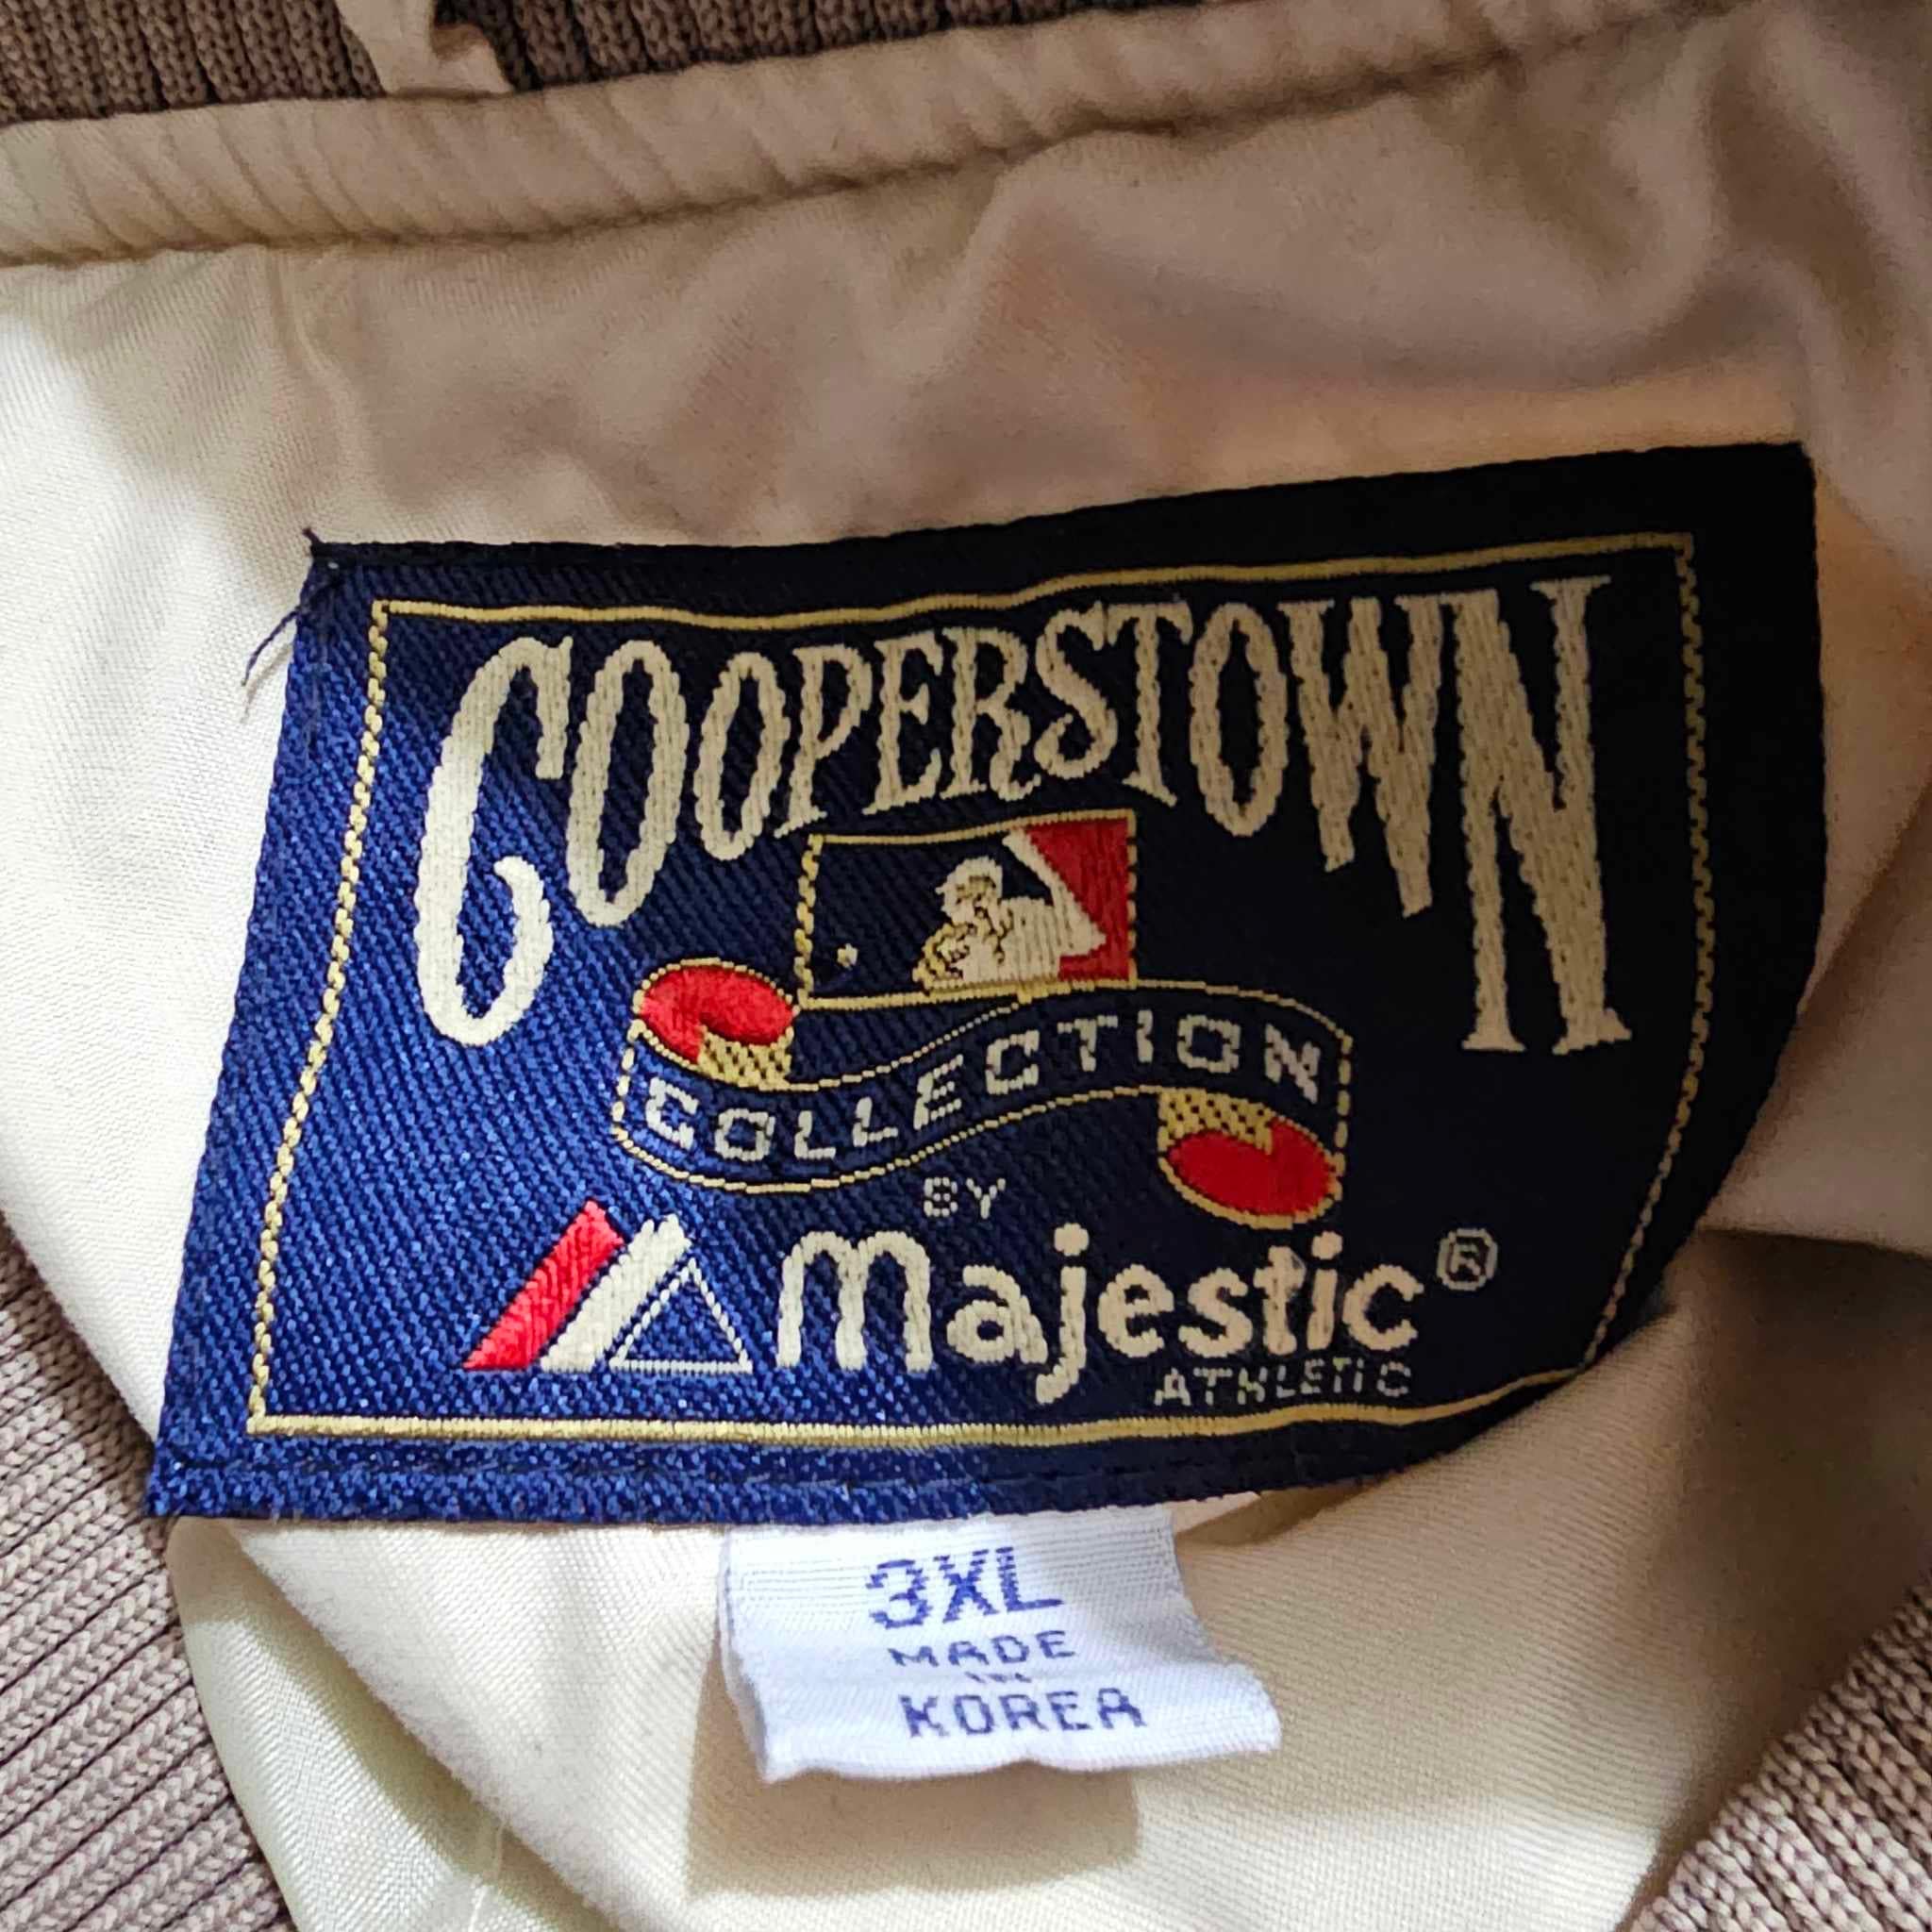 COOPERSTOWN
COLLECTION
BY
Majestic®
ATHLETIC
3XL
MADE
IN
KOREA